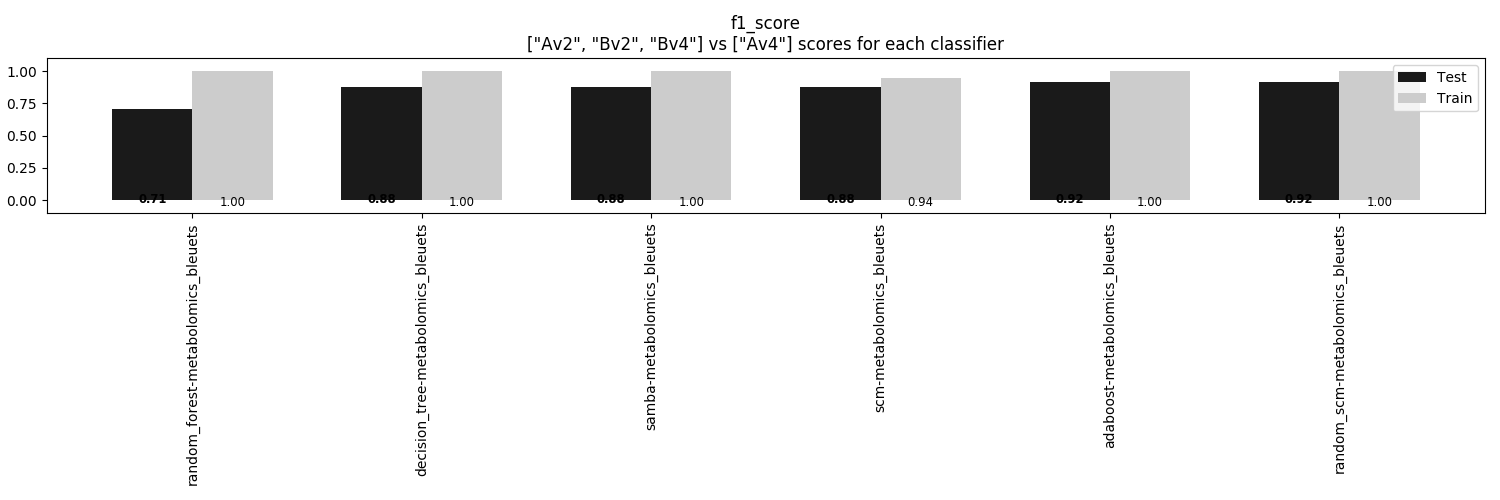 f1_score
["Av2", "Bv2", "Bv4"] vs ["Av4"] scores for each classifier
1.00
0.75
0.50
0.25
0.00
Test
Train
0.71
1.00
0.88
1.00
0.88
1.00
0.88
0.94
0.92
1.00
0.92
1.00
random_forest-metabolomics_bleuets
decision_tree-metabolomics_bleuets
samba-metabolomics_bleuets
scm-metabolomics_bleuets
adaboost-metabolomics_bleuets
random_scm-metabolomics_bleuets